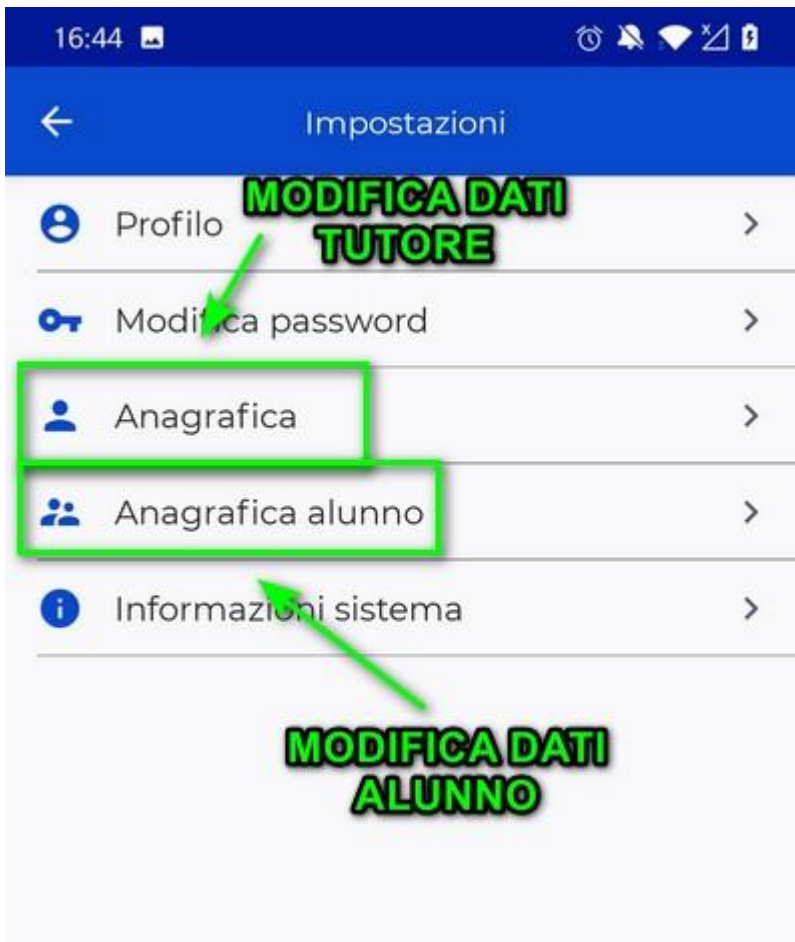 16:44
Impostazioni
Profilo
MODIFICA DATI
TUTORE
Modifica password
Anagrafica
Anagrafica alunno
Informazioni sistema
MODIFICA DATI
ALUNNO